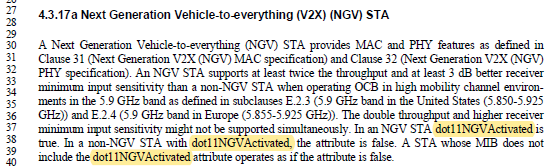 27
28 4.3.17a Next Generation Vehicle-to-everything (V2X) (NGV) STA
29
30 A Next Generation Vehicle-to-everything (NGV) STA provides MAC and PHY features as defined in
31 Clause 31 (Next Generation V2X (NGV) MAC specification) and Clause 32 (Next Generation V2X (NGV)
32 PHY specification). An NGV STA supports at least twice the throughput and at least 3 dB better receiver
33 minimum input sensitivity than a non-NGV STA when operating OCB in high mobility channel environ-
34 ments in the 5.9 GHz band as defined in subclauses E.2.3 (5.9 GHz band in the United States (5.850-5.925
35 GHz)) and E.2.4 (5.9 GHz band in Europe (5.855-5.925 GHz)). The double throughput and higher receiver
36 minimum input sensitivity might not be supported simultaneously. In an NGV STA dot11NGVActivated is
37 true. In a non-NGV STA with dot11NGVActivated, the attribute is false. A STA whose MIB does not
38
39 include the dot11NGVActivated attribute operates as if the attribute is false.
40